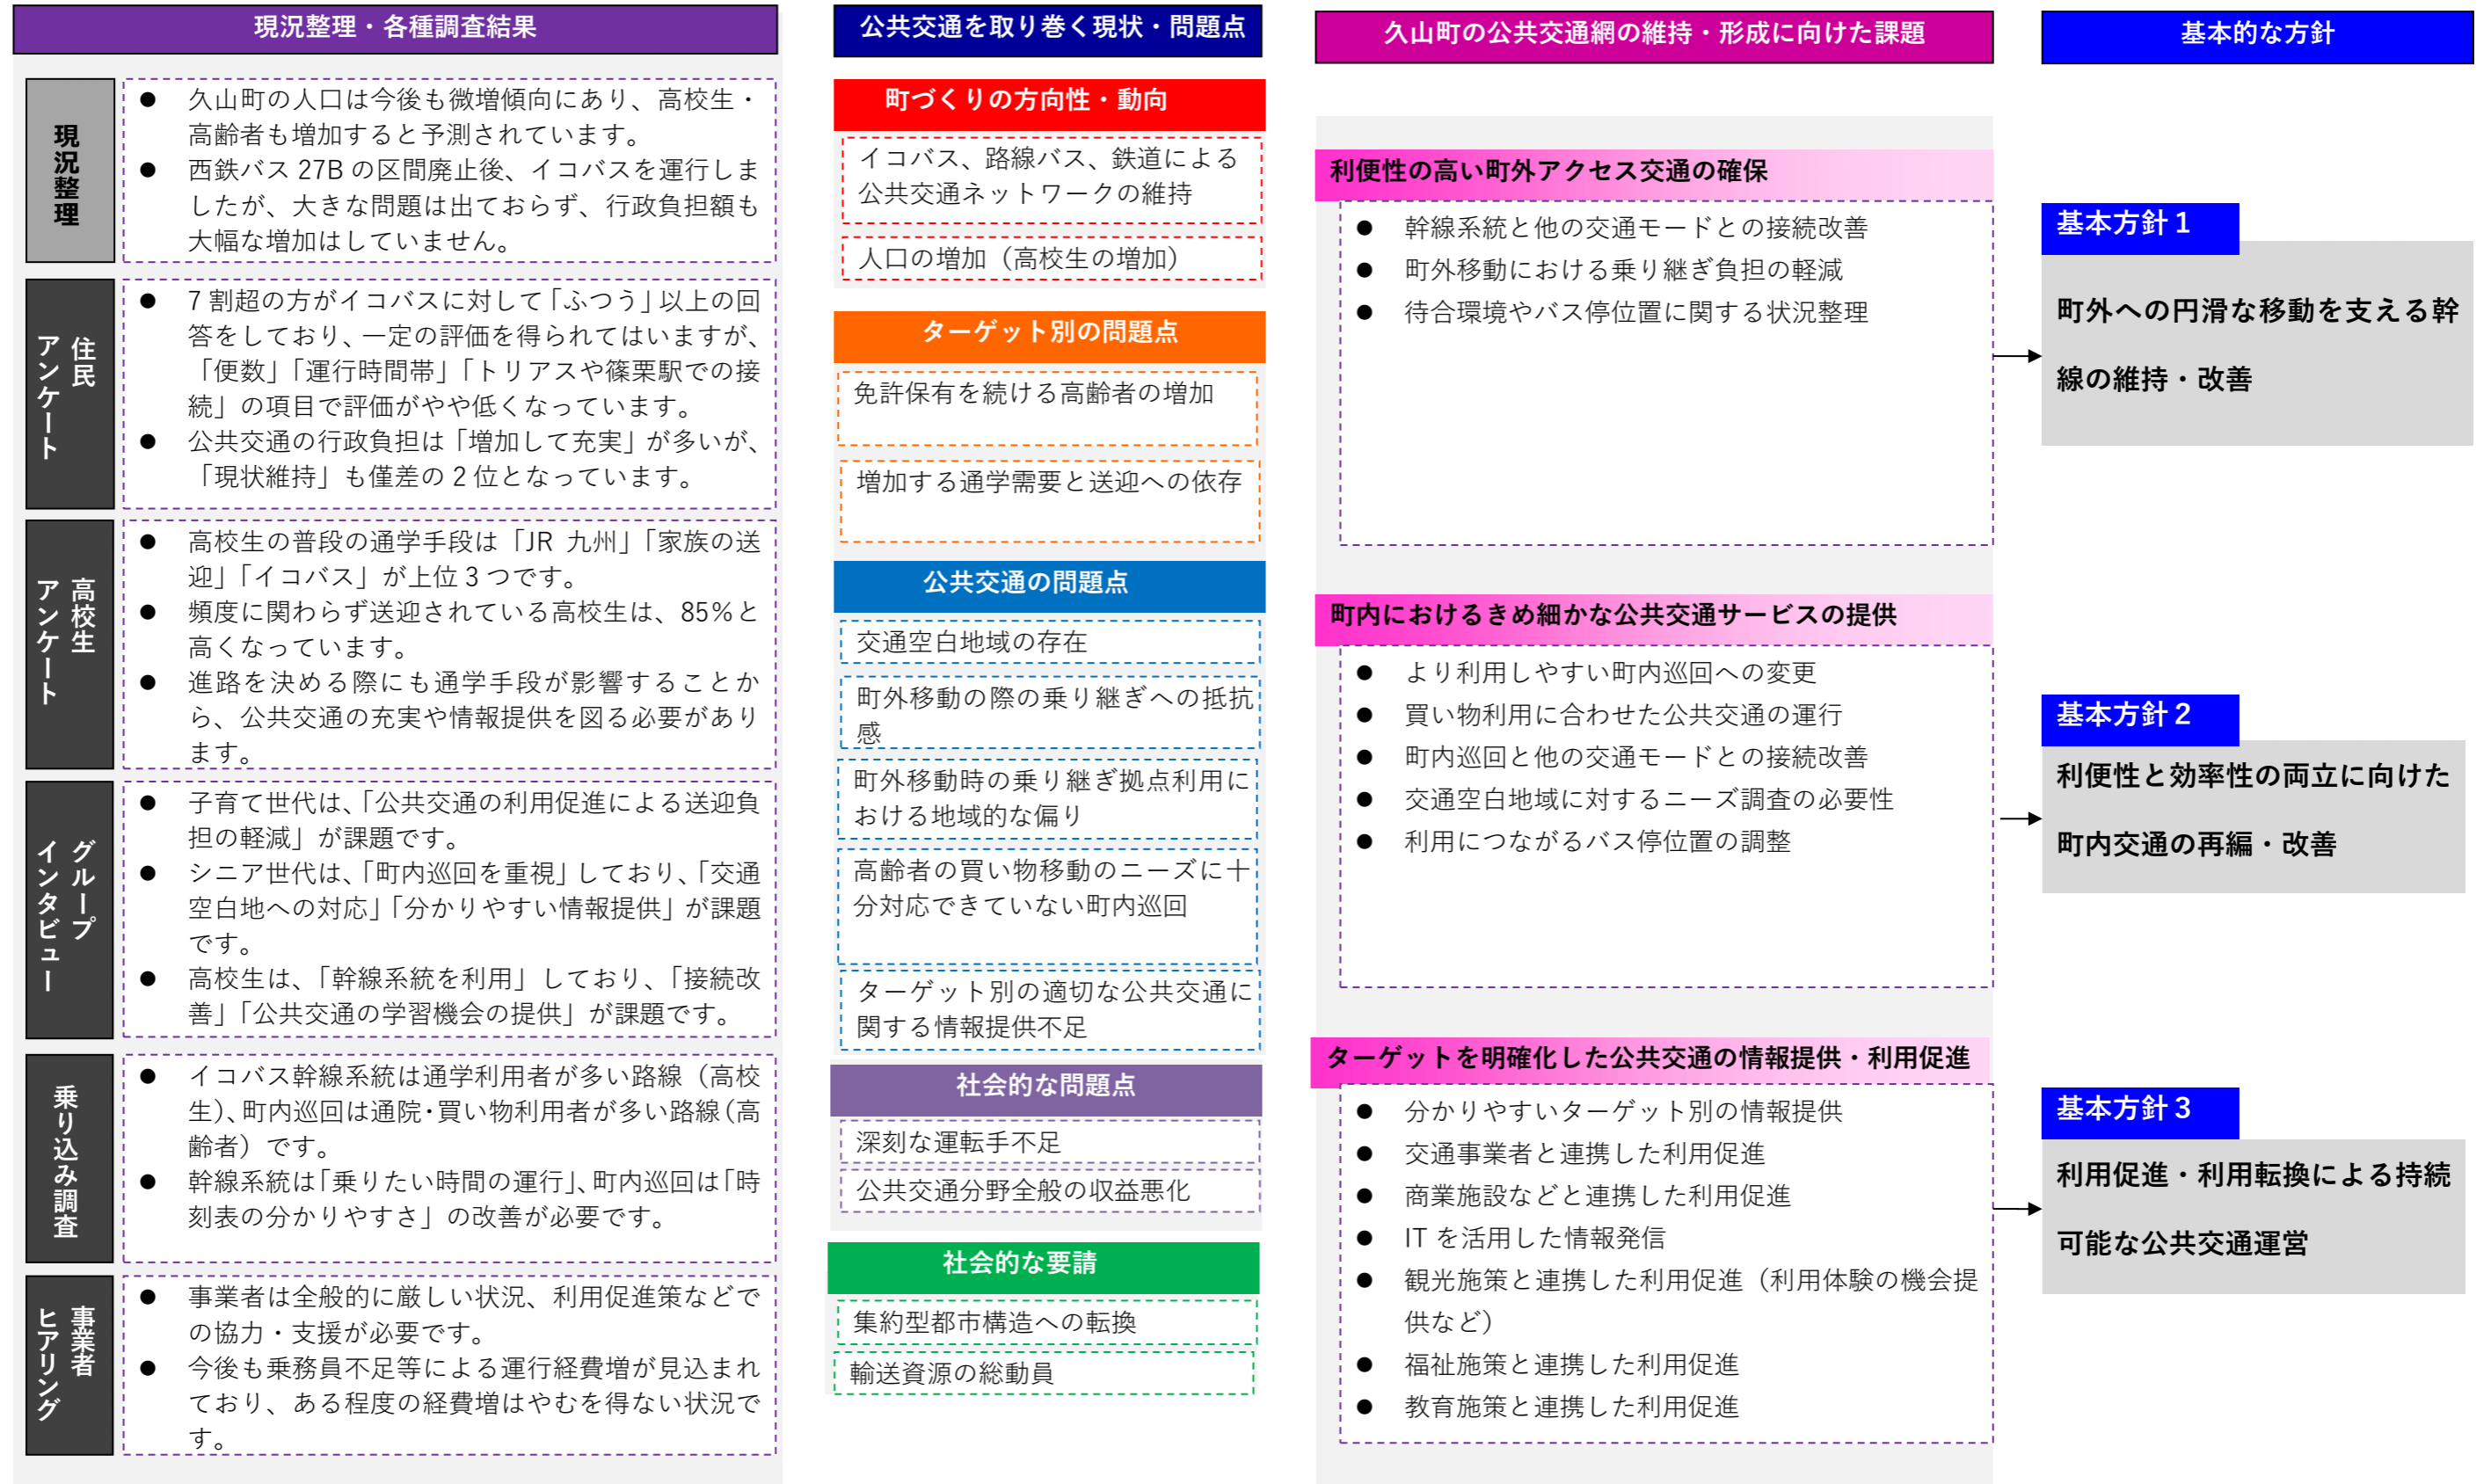 現況整理・各種調査結果
現況整理
● 久山町の人口は今後も微増傾向にあり、高校生・
高齢者も増加すると予測されています。
● 西鉄バス 27B の区間廃止後、イコバスを運行しま
したが、大きな問題は出ておらず、行政負担額も
大幅な増加はしていません。
住民
アンケート
● 7 割超の方がイコバスに対して「ふつう」以上の回
答をしており、一定の評価を得られてはいますが、
「便数」「運行時間帯」「トリアスや篠栗駅での接
続」の項目で評価がやや低くなっています。
● 公共交通の行政負担は「増加して充実」が多いが、
「現状維持」も僅差の 2 位となっています。
高校生
アンケート
● 高校生の普段の通学手段は「JR 九州」「家族の送
迎」「イコバス」が上位 3 つです。
● 頻度に関わらず送迎されている高校生は、85%と
高くなっています。
● 進路を決める際にも通学手段が影響することか
ら、公共交通の充実や情報提供を図る必要があり
ます。
グループ
インタビュー
● 子育て世代は、「公共交通の利用促進による送迎負
担の軽減」が課題です。
● シニア世代は、「町内巡回を重視」しており、「交通
空白地への対応」「分かりやすい情報提供」が課題
です。
● 高校生は、「幹線系統を利用」しており、「接続改
善」「公共交通の学習機会の提供」が課題です。
乗り込み調査
● イコバス幹線系統は通学利用者が多い路線（高校
生）、町内巡回は通院・買い物利用者が多い路線（高
齢者）です。
● 幹線系統は「乗りたい時間の運行」、町内巡回は「時
刻表の分かりやすさ」の改善が必要です。
事業者
ヒアリング
● 事業者は全般的に厳しい状況、利用促進策などで
の協力・支援が必要です。
● 今後も乗務員不足等による運行経費増が見込まれ
ており、ある程度の経費増はやむを得ない状況で
す。
公共交通を取り巻く現状・問題点
町づくりの方向性・動向
イコバス、路線バス、鉄道による
公共交通ネットワークの維持
人口の増加（高校生の増加）
ターゲット別の問題点
免許保有を続ける高齢者の増加
増加する通学需要と送迎への依存
公共交通の問題点
交通空白地域の存在
町外移動の際の乗り継ぎへの抵抗
感
町外移動時の乗り継ぎ拠点利用に
おける地域的な偏り
高齢者の買い物移動のニーズに十
分対応できていない町内巡回
ターゲット別の適切な公共交通に
関する情報提供不足
社会的な問題点
深刻な運転手不足
公共交通分野全般の収益悪化
社会的な要請
集約型都市構造への転換
輸送資源の総動員
久山町の公共交通網の維持・形成に向けた課題
利便性の高い町外アクセス交通の確保
● 幹線系統と他の交通モードとの接続改善
● 町外移動における乗り継ぎ負担の軽減
● 待合環境やバス停位置に関する状況整理
町内におけるきめ細かな公共交通サービスの提供
● より利用しやすい町内巡回への変更
● 買い物利用に合わせた公共交通の運行
● 町内巡回と他の交通モードとの接続改善
● 交通空白地域に対するニーズ調査の必要性
● 利用につながるバス停位置の調整
ターゲットを明確化した公共交通の情報提供・利用促進
● 分かりやすいターゲット別の情報提供
● 交通事業者と連携した利用促進
● 商業施設などと連携した利用促進
● IT を活用した情報発信
● 観光施策と連携した利用促進（利用体験の機会提
供など）
● 福祉施策と連携した利用促進
● 教育施策と連携した利用促進
基本的な方針
基本方針１
町外への円滑な移動を支える幹
線の維持・改善
基本方針２
利便性と効率性の両立に向けた
町内交通の再編・改善
基本方針３
利用促進・利用転換による持続
可能な公共交通運営